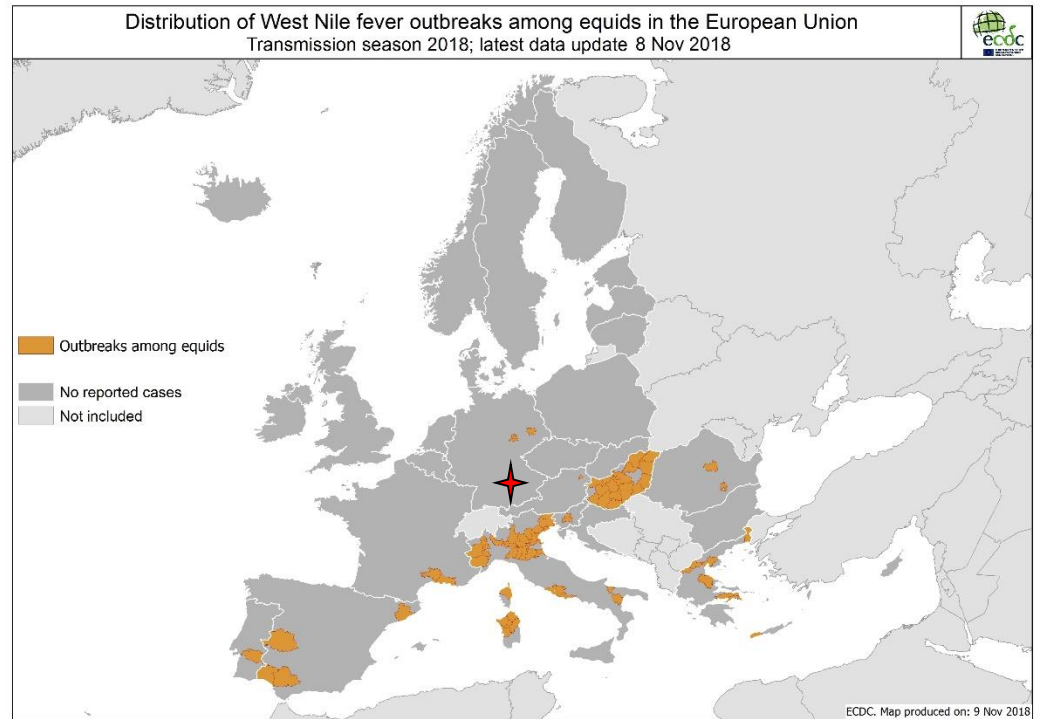 Distribution of West Nile fever outbreaks among equids in the European Union
Transmission season 2018; latest data update 8 Nov 2018
ecdc
Outbreaks among equids
No reported cases
Not included
ECDC. Map produced on: 9 Nov 2018